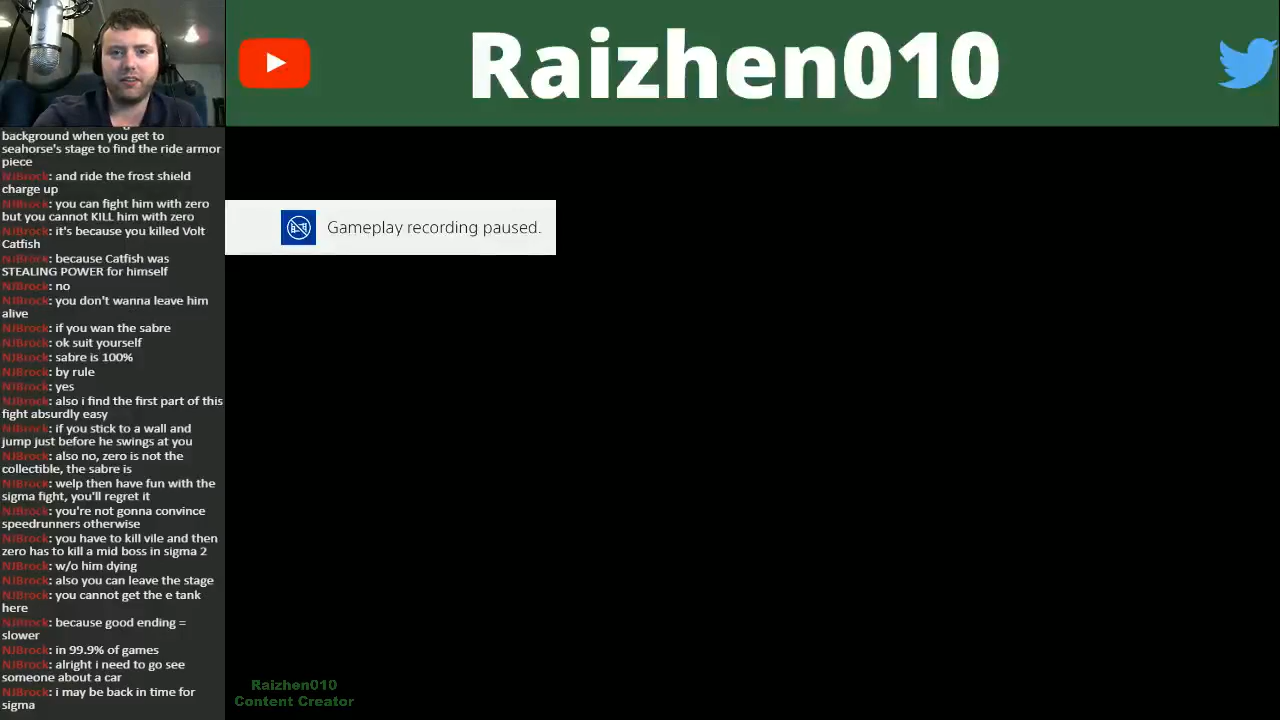 Raizhen010
background when you get to
seahorse's stage to find the ride armor
piece
NJBrock: and ride the frost shield
charge up
NJBrock: you can fight him with zero
but you cannot KILL him with zero
NJBrock: it's because you killed Volt
Catfish
NJBrock: because Catfish was
STEALING POWER for himself
NJBrock: no
NJBrock: you don't wanna leave him
alive
NJBrock: if you wan the sabre
NJBrock: ok suit yourself
NJBrock: sabre is 100%
NJBrock: by rule
NJBrock: yes
NJBrock: also i find the first part of this
fight absurdly easy
NJBrock: if you stick to a wall and
jump just before he swings at you
NJBrock: also no, zero is not the
collectible, the sabre is
NJBrock: welp then have fun with the
sigma fight, you'll regret it
NJBrock: you're not gonna convince
speedrunners otherwise
NJBrock: you have to kill vile and then
zero has to kill a mid boss in sigma 2
NJBrock: w/o him dying
NJBrock: also you can leave the stage
NJBrock: you cannot get the e tank
here
NJBrock: because good ending =
slower
NJBrock: in 99.9% of games
NJBrock: alright i need to go see
someone about a car
NJBrock: i may be back in time for
sigma
Gameplay recording paused.
Raizhen010
Content Creator